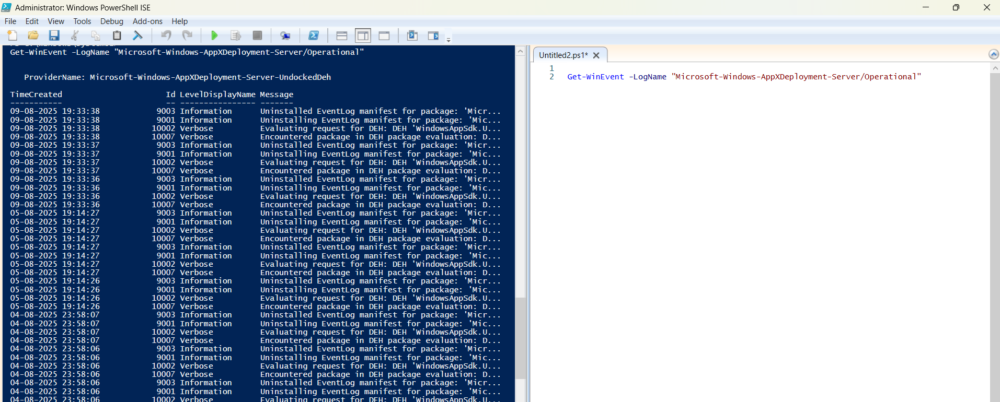 Administrator: Windows PowerShell ISE
File Edit View Tools Debug Add-ons Help
Get-WinEvent -LogName "Microsoft-Windows-AppXDeployment-Server/Operational"
ProviderName: Microsoft-Windows-AppXDeployment-Server-UndockedDeh
TimeCreated Id LevelDisplayName Message
----------- -- ---------------- -------
09-08-2025 19:33:38 9003 Information Uninstalled EventLog manifest for package: 'Micr...
09-08-2025 19:33:38 9001 Information Uninstalling EventLog manifest for package: 'Mic...
09-08-2025 19:33:38 10002 Verbose Evaluating request for DEH: DEH 'WindowsAppSdk.U...
09-08-2025 19:33:38 10007 Verbose Encountered package in DEH package evaluation: D...
09-08-2025 19:33:37 9003 Information Uninstalled EventLog manifest for package: 'Micr...
09-08-2025 19:33:37 9001 Information Uninstalling EventLog manifest for package: 'Mic...
09-08-2025 19:33:37 10002 Verbose Evaluating request for DEH: DEH 'WindowsAppSdk.U...
09-08-2025 19:33:37 10007 Verbose Encountered package in DEH package evaluation: D...
09-08-2025 19:33:36 9003 Information Uninstalled EventLog manifest for package: 'Micr...
09-08-2025 19:33:36 9001 Information Uninstalling EventLog manifest for package: 'Mic...
09-08-2025 19:33:36 10002 Verbose Evaluating request for DEH: DEH 'WindowsAppSdk.U...
09-08-2025 19:33:36 10007 Verbose Encountered package in DEH package evaluation: D...
05-08-2025 19:14:27 9003 Information Uninstalled EventLog manifest for package: 'Micr...
05-08-2025 19:14:27 9001 Information Uninstalling EventLog manifest for package: 'Mic...
05-08-2025 19:14:27 10002 Verbose Evaluating request for DEH: DEH 'WindowsAppSdk.U...
05-08-2025 19:14:27 10007 Verbose Encountered package in DEH package evaluation: D...
05-08-2025 19:14:27 9003 Information Uninstalled EventLog manifest for package: 'Micr...
05-08-2025 19:14:27 9001 Information Uninstalling EventLog manifest for package: 'Mic...
05-08-2025 19:14:27 10002 Verbose Evaluating request for DEH: DEH 'WindowsAppSdk.U...
05-08-2025 19:14:27 10007 Verbose Encountered package in DEH package evaluation: D...
05-08-2025 19:14:26 9003 Information Uninstalled EventLog manifest for package: 'Micr...
05-08-2025 19:14:26 9001 Information Uninstalling EventLog manifest for package: 'Mic...
05-08-2025 19:14:26 10002 Verbose Evaluating request for DEH: DEH 'WindowsAppSdk.U...
05-08-2025 19:14:26 10007 Verbose Encountered package in DEH package evaluation: D...
04-08-2025 23:58:07 9003 Information Uninstalled EventLog manifest for package: 'Micr...
04-08-2025 23:58:07 9001 Information Uninstalling EventLog manifest for package: 'Mic...
04-08-2025 23:58:07 10002 Verbose Evaluating request for DEH: DEH 'WindowsAppSdk.U...
04-08-2025 23:58:07 10007 Verbose Encountered package in DEH package evaluation: D...
04-08-2025 23:58:06 9003 Information Uninstalled EventLog manifest for package: 'Micr...
04-08-2025 23:58:06 9001 Information Uninstalling EventLog manifest for package: 'Mic...
04-08-2025 23:58:06 10002 Verbose Evaluating request for DEH: DEH 'WindowsAppSdk.U...
04-08-2025 23:58:06 10007 Verbose Encountered package in DEH package evaluation: D...
04-08-2025 23:58:06 9003 Information Uninstalled EventLog manifest for package: 'Micr...
04-08-2025 23:58:06 9001 Information Uninstalling EventLog manifest for package: 'Mic...
04-08-2025 23:58:06 10002 Verbose Evaluating request for DEH: DEH 'WindowsAppSdk.U...
Untitled2.ps1*
1
2 Get-WinEvent -LogName "Microsoft-Windows-AppXDeployment-Server/Operational"